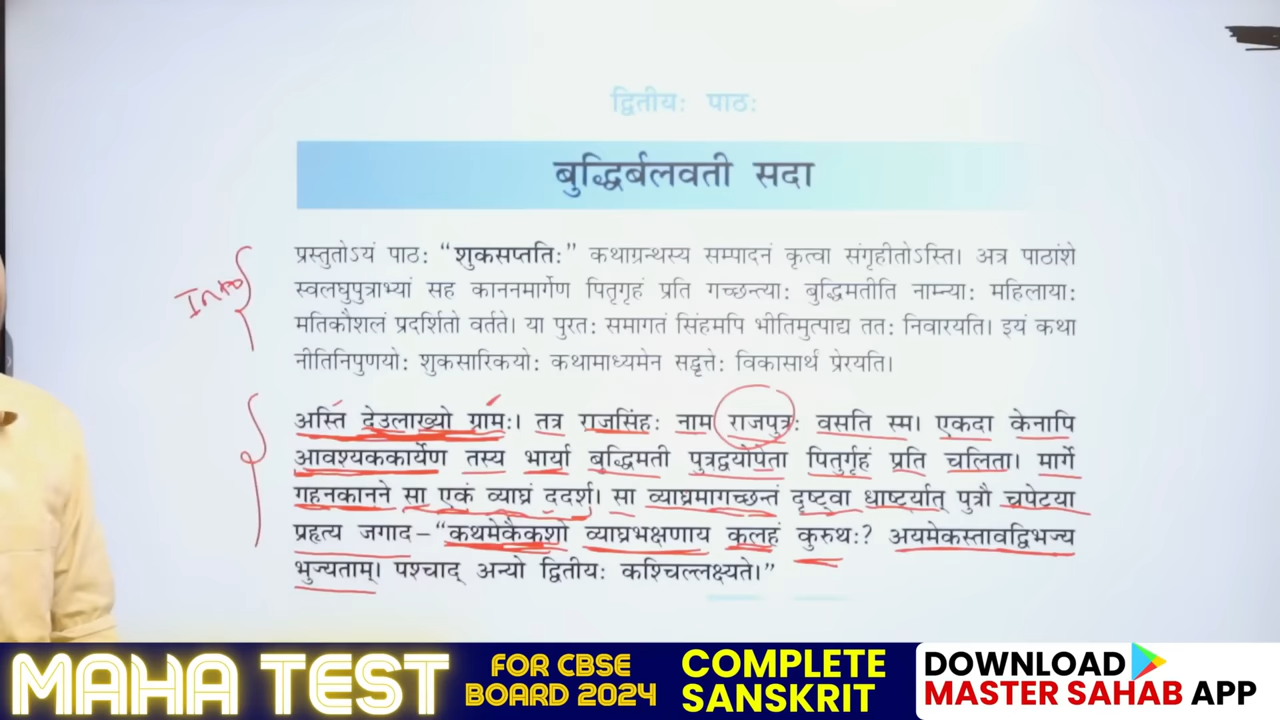 द्वितीयः पाठः
बुद्धिर्बलवती सदा
प्रस्तुतोऽयं पाठः “शुकसप्ततिः” कथाग्रन्थस्य सम्पादनं कृत्वा संगृहीतोऽस्ति। अत्र पाठांशे
स्वलघुपुत्राभ्यां सह काननमार्गेण पितृगृहं प्रति गच्छन्त्याः बुद्धिमतीति नाम्न्याः महिलायाः
मतिकौशलं प्रदर्शितो वर्तते। या पुरतः समागतं सिंहमपि भीतिमुत्पाद्य ततः निवारयति। इयं कथा
नीतिनिपुणयोः शुकसारिकयोः कथामाध्यमेन सद्वृत्तेः विकासार्थं प्रेरयति।
Intro
अस्ति देउलाख्यो ग्रामः। तत्र राजसिंहः नाम राजपुत्रः वसति स्म। एकदा केनापि
आवश्यककार्येण तस्य भार्या बुद्धिमती पुत्रद्वयोपेता पितुर्गृहं प्रति चलिता। मार्गे
गहनकानने सा एकं व्याघ्रं ददर्श। सा व्याघ्रमागच्छन्तं दृष्ट्वा धार्ष्ट्यात् पुत्रौ चपेटया
प्रहृत्य जगाद–“कथमेकैकशो व्याघ्रभक्षणाय कलहं कुरुथः? अयमेकस्तावद्विभज्य
भुज्यताम्। पश्चाद् अन्यो द्वितीयः कश्चिल्लक्ष्यते।”
MAHA TEST
FOR CBSE
BOARD 2024
COMPLETE
SANSKRIT
DOWNLOAD
MASTER SAHAB APP